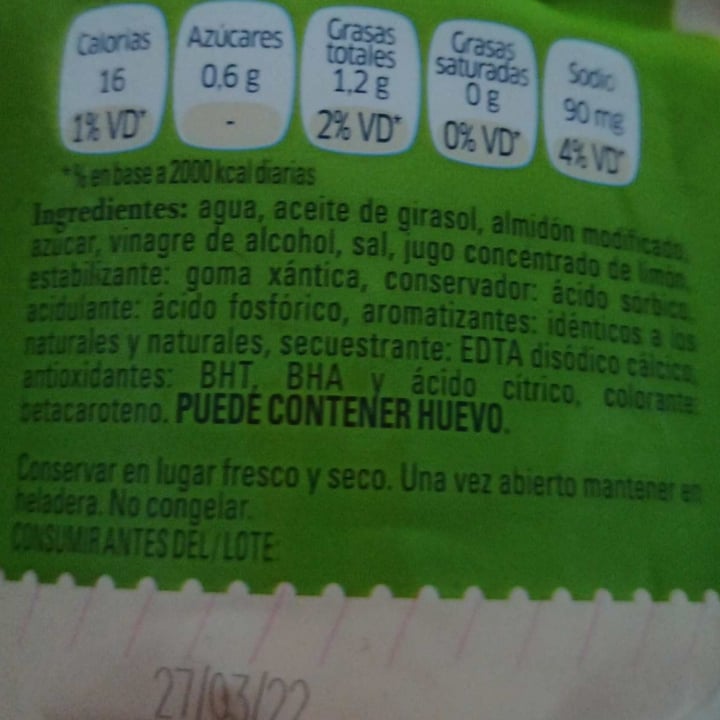 Calorías
16
1% VD*
Azúcares
0,6 g
-
Grasas
totales
1,2 g
2% VD*
Grasas
saturadas
0 g
0% VD*
Sodio
90 mg
4% VD*
*% en base a 2000 kcal diarias
Ingredientes: agua, aceite de girasol, almidón modificado,
azúcar, vinagre de alcohol, sal, jugo concentrado de limón,
estabilizante: goma xántica, conservador: ácido sórbico,
acidulante: ácido fosfórico, aromatizantes: idénticos a los
naturales y naturales, secuestrante: EDTA disódico cálcico,
antioxidantes: BHT, BHA y ácido cítrico, colorante:
betacaroteno. PUEDE CONTENER HUEVO.
Conservar en lugar fresco y seco. Una vez abierto mantener en
heladera. No congelar.
CONSUMIR ANTES DEL/LOTE:
27/03/22